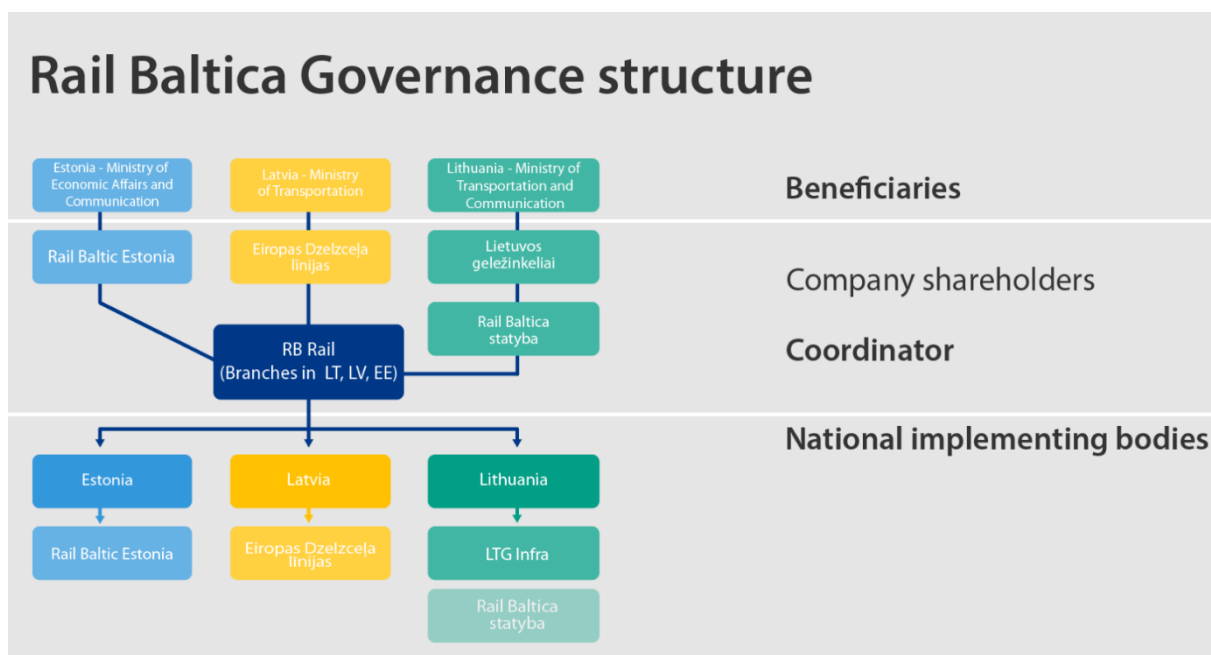 Rail Baltica Governance structure
Estonia - Ministry of
Economic Affairs and
Communication
Latvia - Ministry
of Transportation
Lithuania - Ministry of
Transportation and
Communication
Beneficiaries
Rail Baltic Estonia
Eiropas Dzelzceļa
līnijas
Lietuvos
geležinkeliai
Company shareholders
Rail Baltica
statyba
RB Rail
(Branches in LT, LV, EE)
Coordinator
National implementing bodies
Estonia
Latvia
Lithuania
Rail Baltic Estonia
Eiropas Dzelzceļa
līnijas
LTG Infra
Rail Baltica
statyba